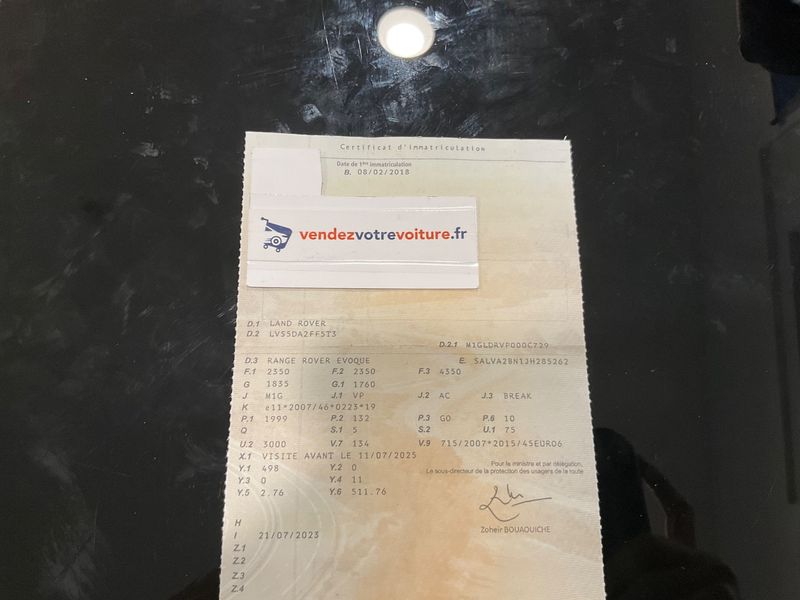 Certificat d'immatriculation
Date de 1ère immatriculation
B. 08/02/2018
vendezvotrevoiture.fr
D.1 LAND ROVER
D.2 LVS5DA2FF5T3
D.2.1 M1GLDRVP000C729
D.3 RANGE ROVER EVOQUE E. SALVA2BN1JH285262
F.1 2350 F.2 2350 F.3 4350
G 1835 G.1 1760
J M1G J.1 VP J.2 AC J.3 BREAK
K e11*2007/46*0223*19
P.1 1999 P.2 132 P.3 GO P.6 10
Q S.1 5 S.2 U.1 75
U.2 3000 V.7 134 V.9 715/2007*2015/45EURO6
X.1 VISITE AVANT LE 11/07/2025
Y.1 498 Y.2 0
Y.3 0 Y.4 11
Y.5 2.76 Y.6 511.76
Pour le ministre et par délégation,
Le sous-directeur de la protection des usagers de la route
Zoheir BOUAOUICHE
H
I 21/07/2023
Z.1
Z.2
Z.3
Z.4